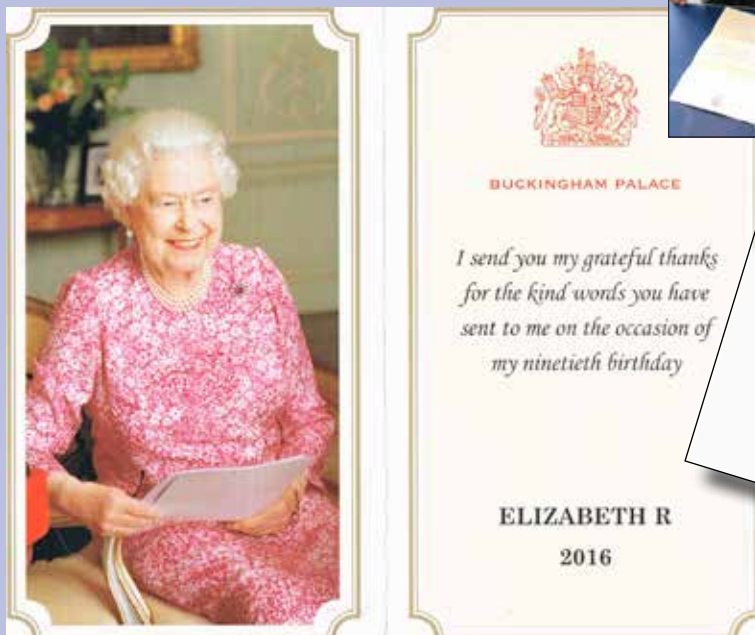 BUCKINGHAM PALACE
I send you my grateful thanks
for the kind words you have
sent to me on the occasion of
my ninetieth birthday
ELIZABETH R
2016